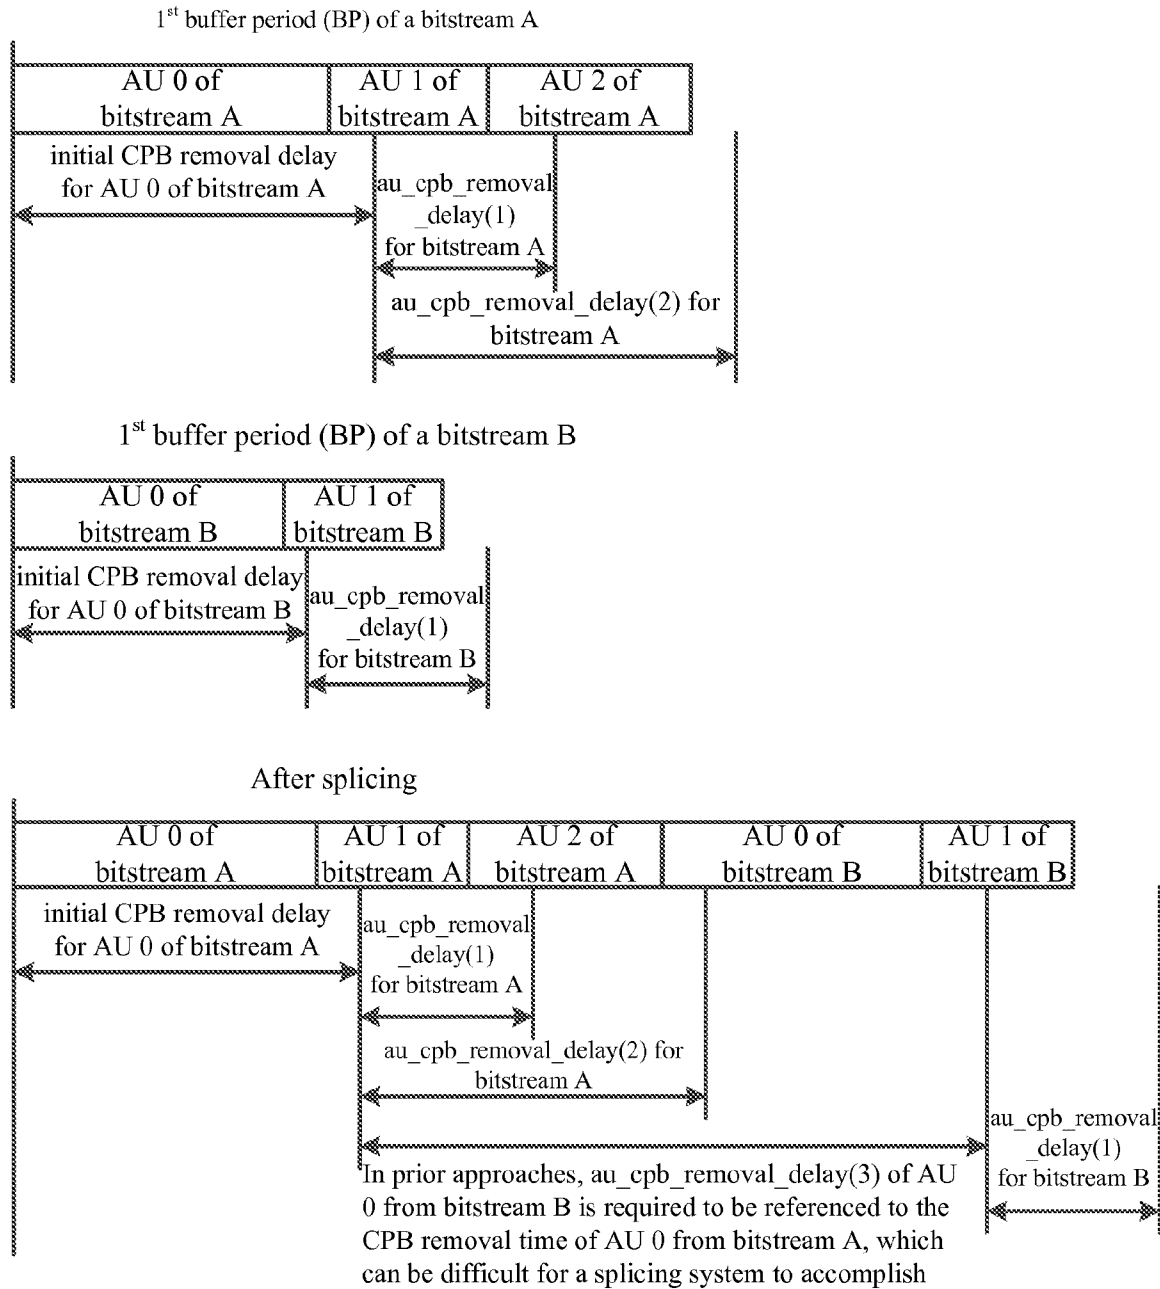 1st buffer period (BP) of a bitstream A
AU 0 of
bitstream A
AU 1 of
bitstream A
AU 2 of
bitstream A
initial CPB removal delay
for AU 0 of bitstream A
au_cpb_removal
_delay(1)
for bitstream A
au_cpb_removal_delay(2) for
bitstream A
1st buffer period (BP) of a bitstream B
AU 0 of
bitstream B
AU 1 of
bitstream B
initial CPB removal delay
for AU 0 of bitstream B
au_cpb_removal
_delay(1)
for bitstream B
After splicing
AU 0 of
bitstream A
AU 1 of
bitstream A
AU 2 of
bitstream A
AU 0 of
bitstream B
AU 1 of
bitstream B
initial CPB removal delay
for AU 0 of bitstream A
au_cpb_removal
_delay(1)
for bitstream A
au_cpb_removal_delay(2) for
bitstream A
au_cpb_removal
_delay(1)
for bitstream B
In prior approaches, au_cpb_removal_delay(3) of AU
0 from bitstream B is required to be referenced to the
CPB removal time of AU 0 from bitstream A, which
can be difficult for a splicing system to accomplish